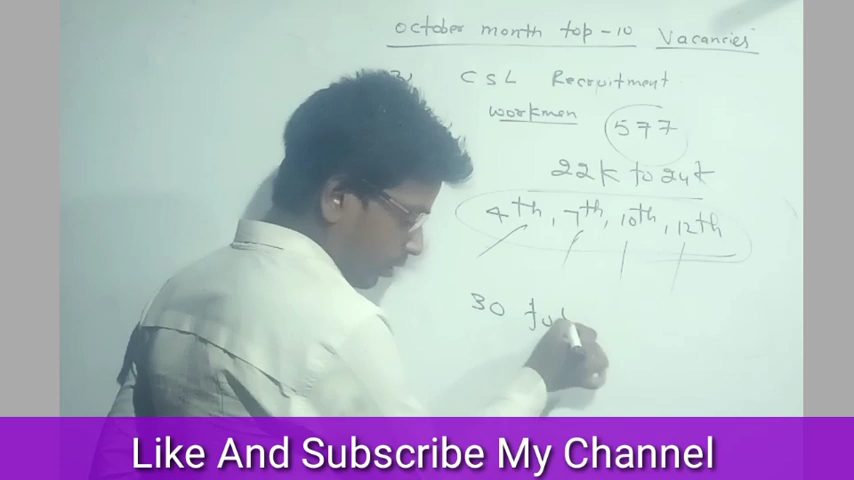 October month top-10 Vacancies
CSL Recruitment
workmen 577
22K to 24K
4th, 7th, 10th, 12th
30
Like And Subscribe My Channel